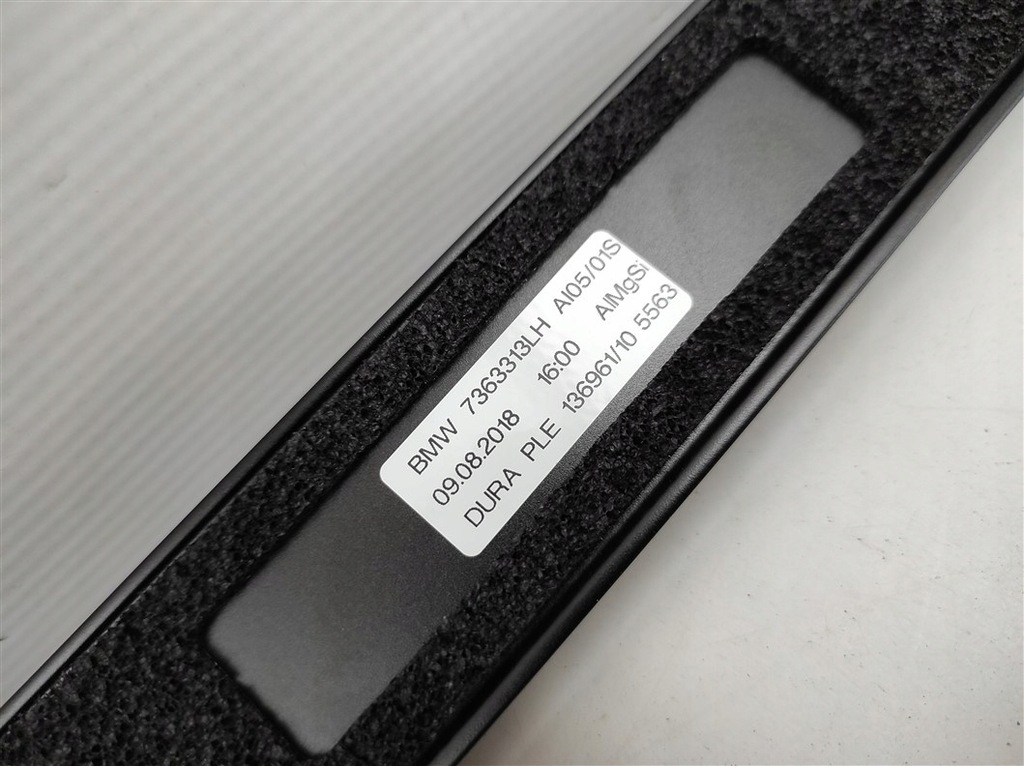 BMW 7363313LH AI05/01S
09.08.2018 16:00 AlMgSi
DURA PLE 136961/10 5563